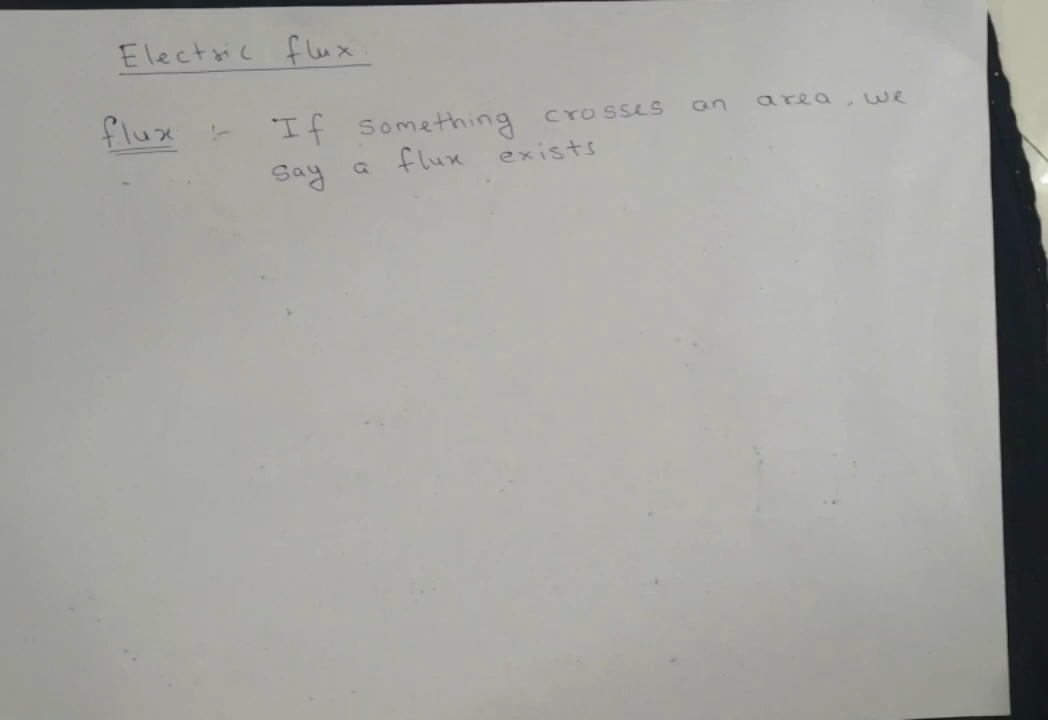 Electric flux.
flux :- If something crosses an area, we
say a flux exists